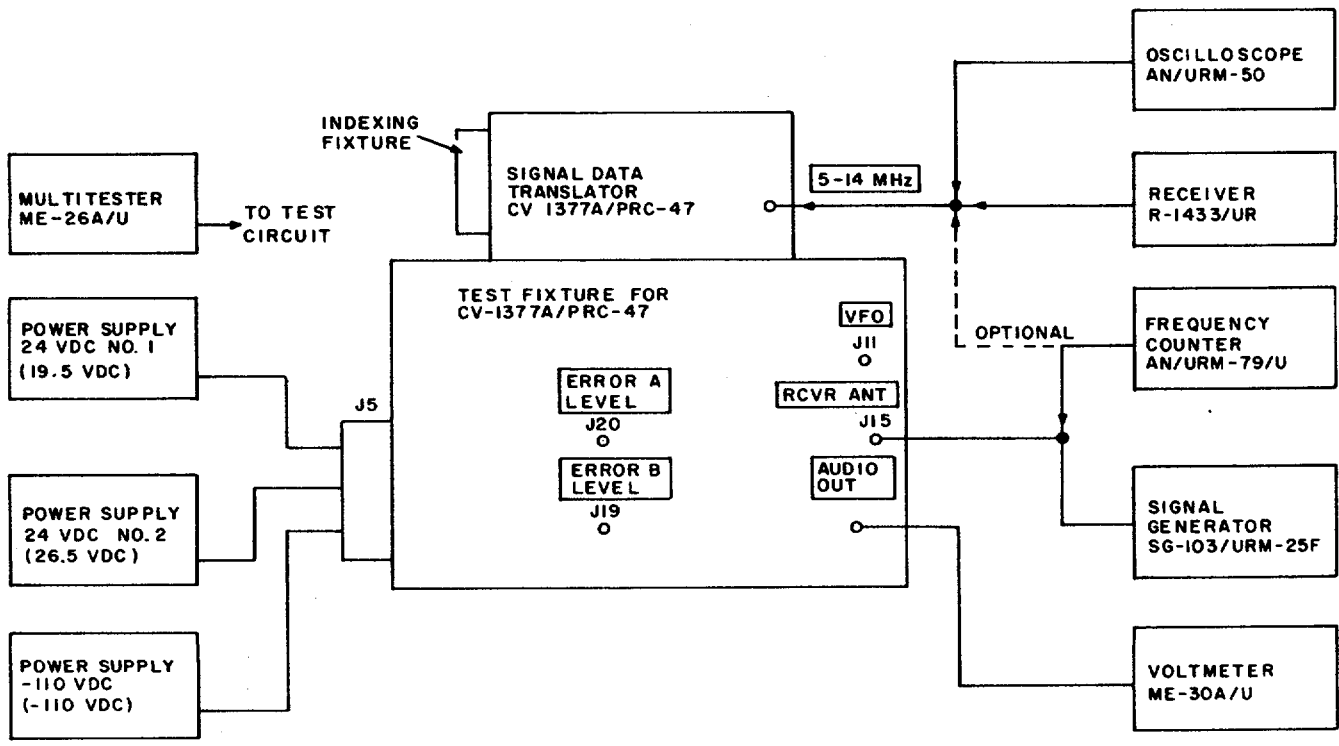 MULTITESTER
ME-26A/U
TO TEST
CIRCUIT
POWER SUPPLY
24 VDC NO. 1
(19.5 VDC)
POWER SUPPLY
24 VDC NO. 2
(26.5 VDC)
POWER SUPPLY
-110 VDC
(-110 VDC)
J5
INDEXING
FIXTURE
SIGNAL DATA
TRANSLATOR
CV 1377A/PRC-47
5-14 MHz
TEST FIXTURE FOR
CV-1377A/PRC-47
ERROR A
LEVEL
J20
ERROR B
LEVEL
J19
VFO
J11
RCVR ANT
J15
AUDIO
OUT
OPTIONAL
OSCILLOSCOPE
AN/URM-50
RECEIVER
R-1433/UR
FREQUENCY
COUNTER
AN/URM-79/U
SIGNAL
GENERATOR
SG-103/URM-25F
VOLTMETER
ME-30A/U